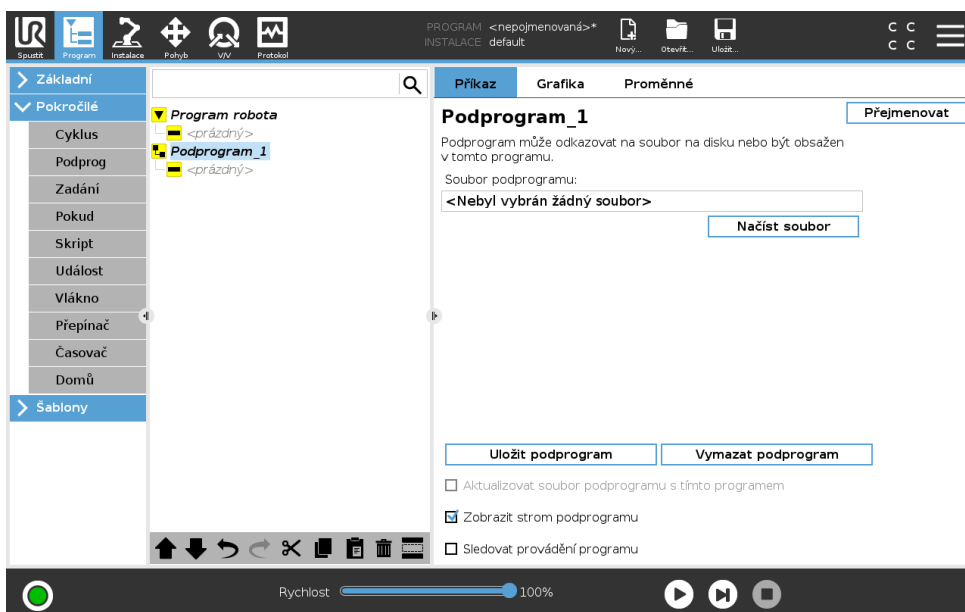 UR
PROGRAM <nepojmenovaná>*
INSTALACE default
Spustit Program Instalace Pohyb V/V Protokol
Nový... Otevřít... Uložit...
C C
C C
Základní
Pokročilé
Cyklus
Podprog
Zadání
Pokud
Skript
Událost
Vlákno
Přepínač
Časovač
Domů
Šablony
Program robota
<prázdný>
Podprogram_1
<prázdný>
Příkaz Grafika Proměnné
Podprogram_1
Přejmenovat
Podprogram může odkazovat na soubor na disku nebo být obsažen
v tomto programu.
Soubor podprogramu:
<Nebyl vybrán žádný soubor>
Načíst soubor
Uložit podprogram Vymazat podprogram
Aktualizovat soubor podprogramu s tímto programem
Zobrazit strom podprogramu
Sledovat provádění programu
Rychlost 100%